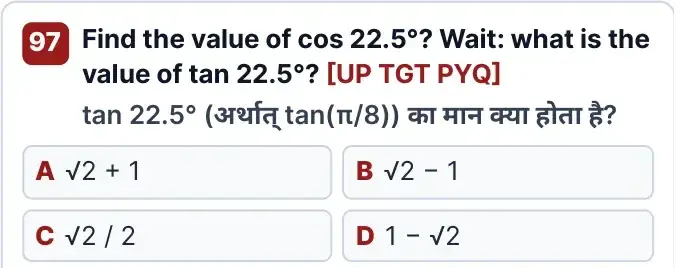 97 Find the value of cos 22.5°? Wait: what is the
value of tan 22.5°? [UP TGT PYQ]
tan 22.5° (अर्थात् tan(π/8)) का मान क्या होता है?
A √2 + 1
B √2 − 1
C √2 / 2
D 1 − √2